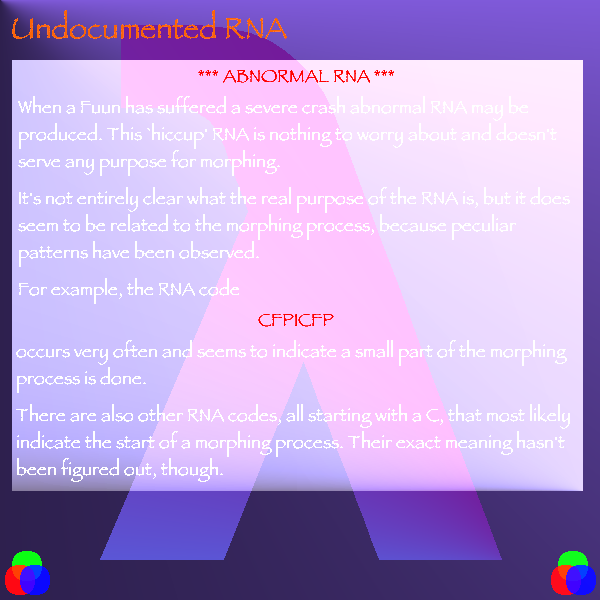 Undocumented RNA
*** ABNORMAL RNA ***
When a Fuun has suffered a severe crash abnormal RNA may be
produced. This `hiccup' RNA is nothing to worry about and doesn't
serve any purpose for morphing.
It's not entirely clear what the real purpose of the RNA is, but it does
seem to be related to the morphing process, because peculiar
patterns have been observed.
For example, the RNA code
CFPICFP
occurs very often and seems to indicate a small part of the morphing
process is done.
There are also other RNA codes, all starting with a C, that most likely
indicate the start of a morphing process. Their exact meaning hasn't
been figured out, though.